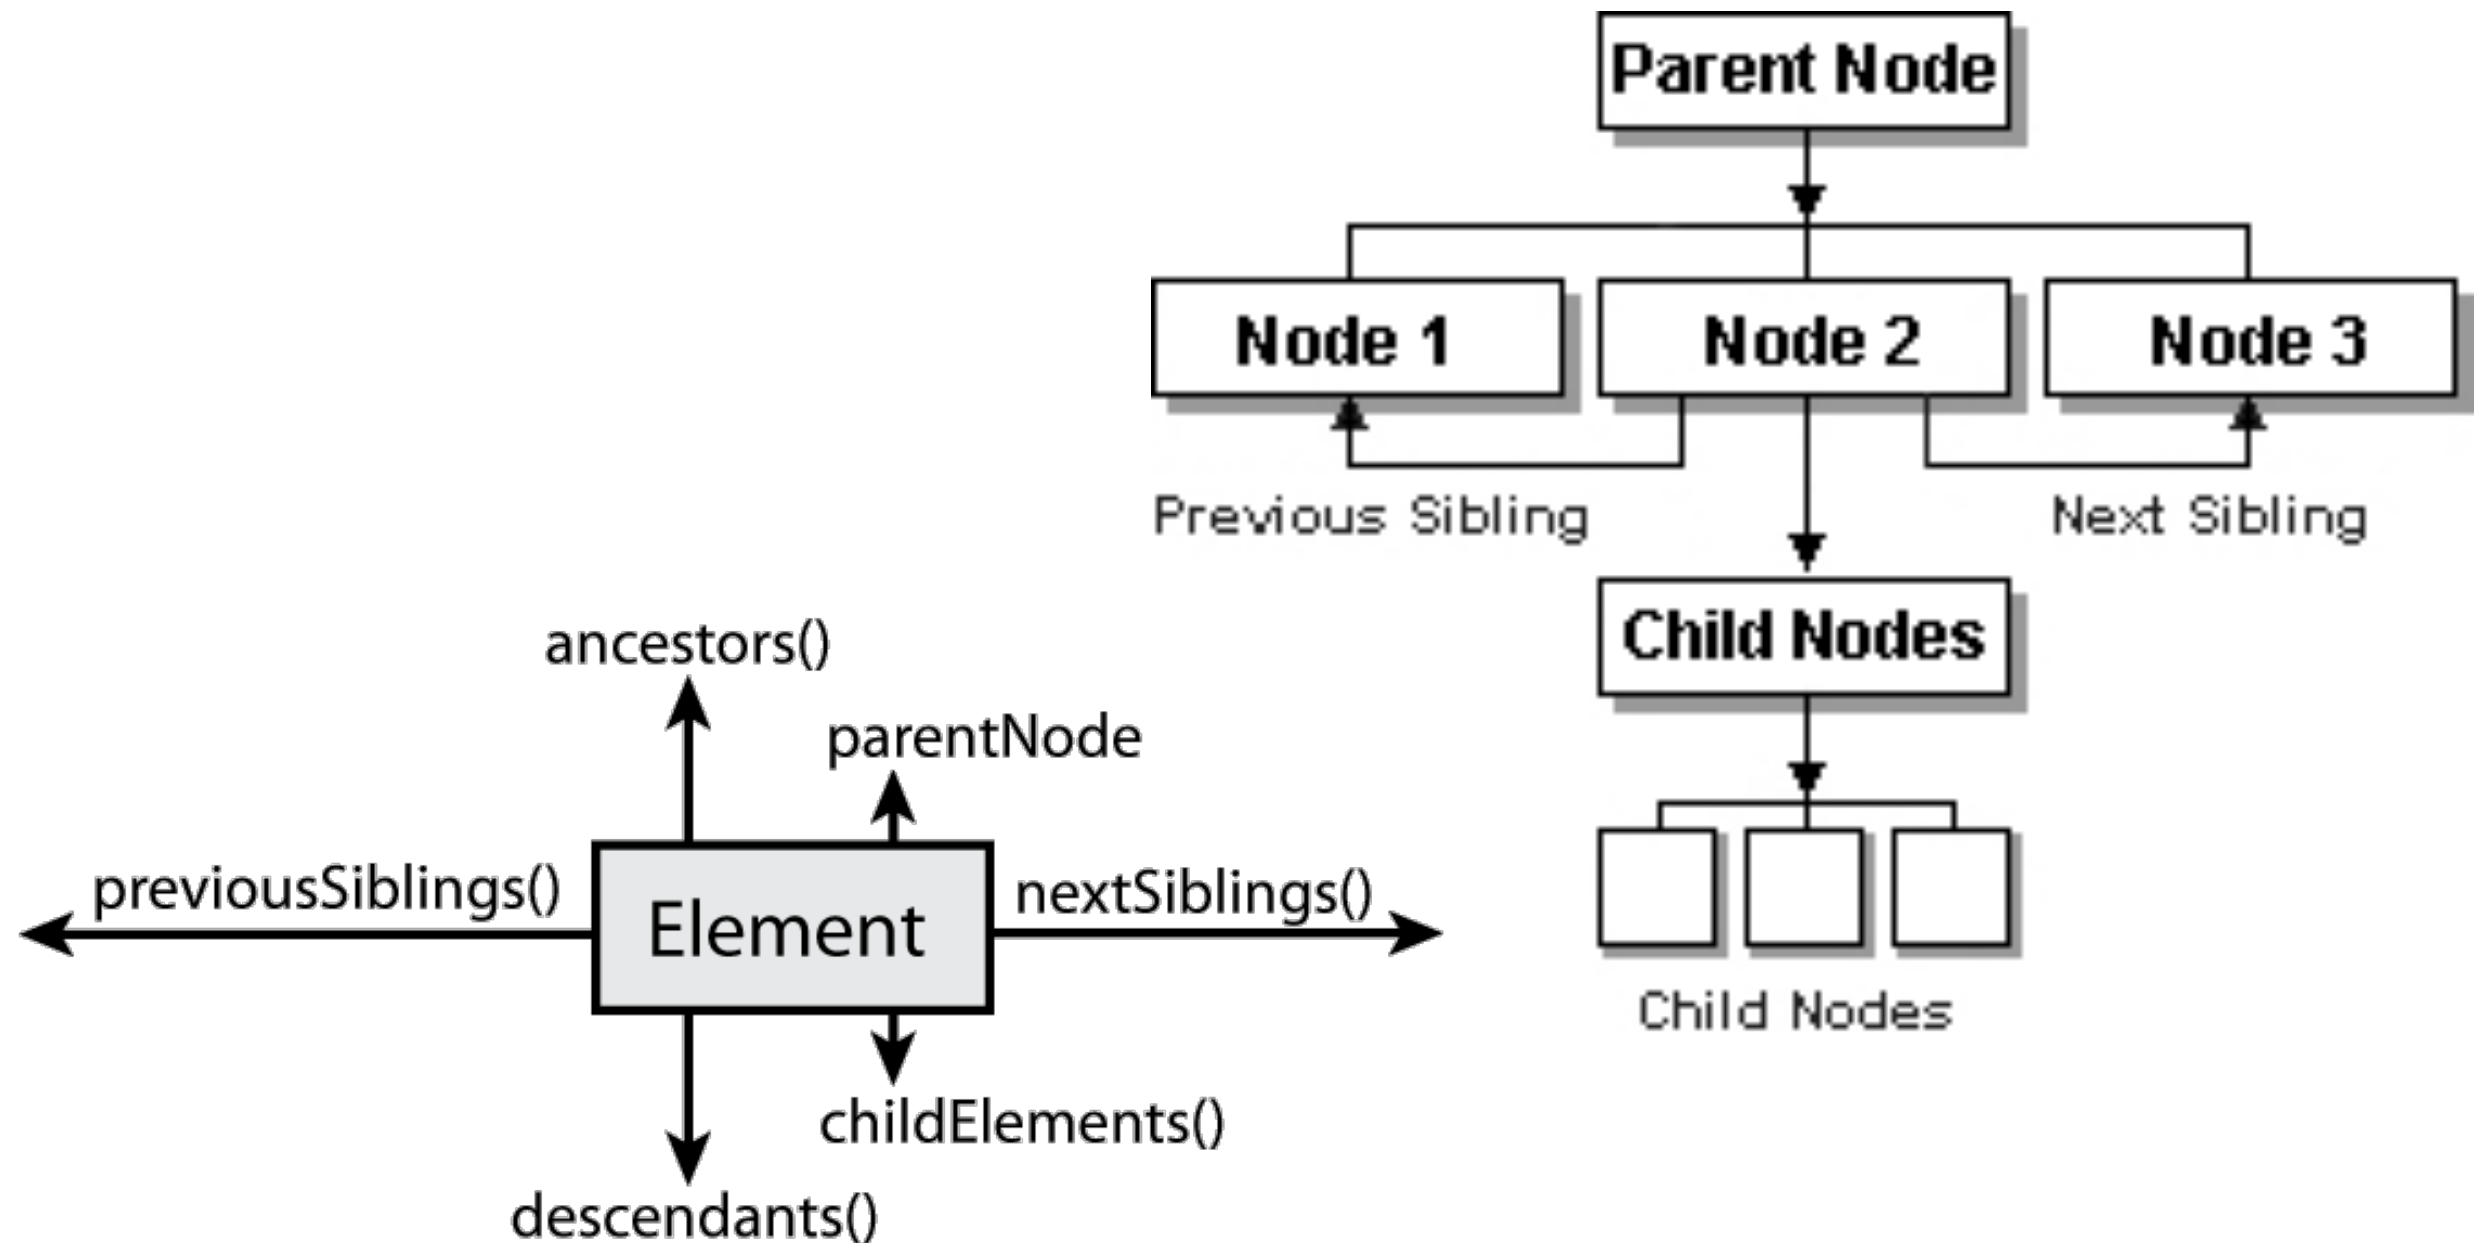 Parent Node
Node 1
Node 2
Node 3
Previous Sibling
Next Sibling
Child Nodes
Child Nodes
ancestors()
parentNode
previousSiblings()
Element
nextSiblings()
childElements()
descendants()